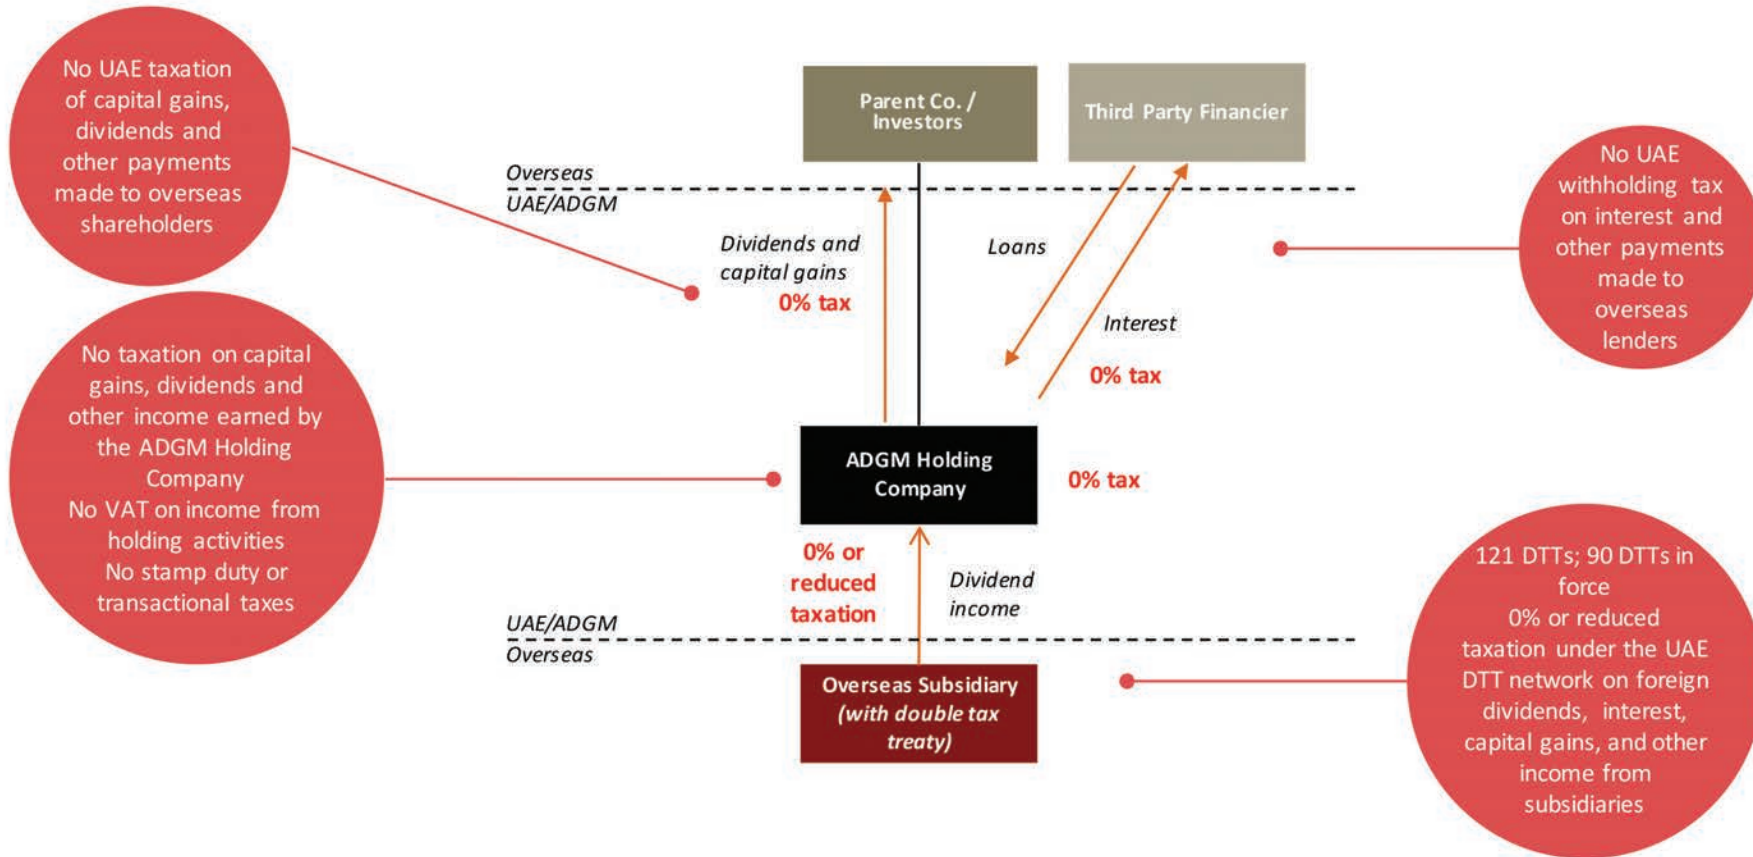 No UAE taxation
of capital gains,
dividends and
other payments
made to overseas
shareholders
Parent Co. /
Investors
Third Party Financier
Overseas
UAE/ADGM
No UAE
withholding tax
on interest and
other payments
made to
overseas
lenders
Dividends and
capital gains
0% tax
Loans
Interest
0% tax
No taxation on capital
gains, dividends and
other income earned by
the ADGM Holding
Company
No VAT on income from
holding activities
No stamp duty or
transactional taxes
ADGM Holding
Company
0% tax
0% or
reduced
taxation
Dividend
income
UAE/ADGM
Overseas
Overseas Subsidiary
(with double tax
treaty)
121 DTTs; 90 DTTs in
force
0% or reduced
taxation under the UAE
DTT network on foreign
dividends, interest,
capital gains, and other
income from
subsidiaries